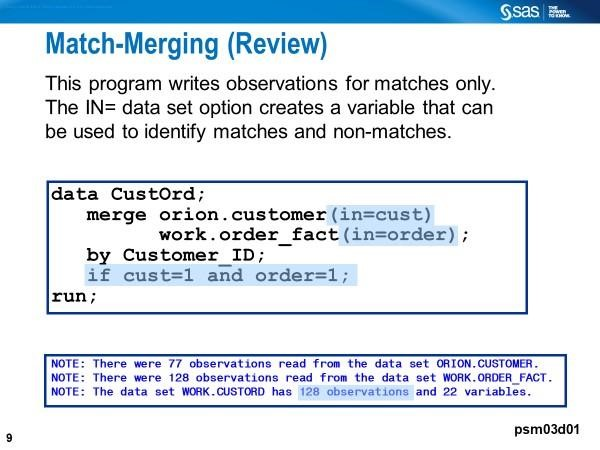 sas
THE
POWER
TO KNOW.
Match-Merging (Review)
This program writes observations for matches only.
The IN= data set option creates a variable that can
be used to identify matches and non-matches.
data CustOrd;
merge orion.customer(in=cust)
work.order_fact(in=order);
by Customer_ID;
if cust=1 and order=1;
run;
NOTE: There were 77 observations read from the data set ORION.CUSTOMER.
NOTE: There were 128 observations read from the data set WORK.ORDER_FACT.
NOTE: The data set WORK.CUSTORD has 128 observations and 22 variables.
9
psm03d01